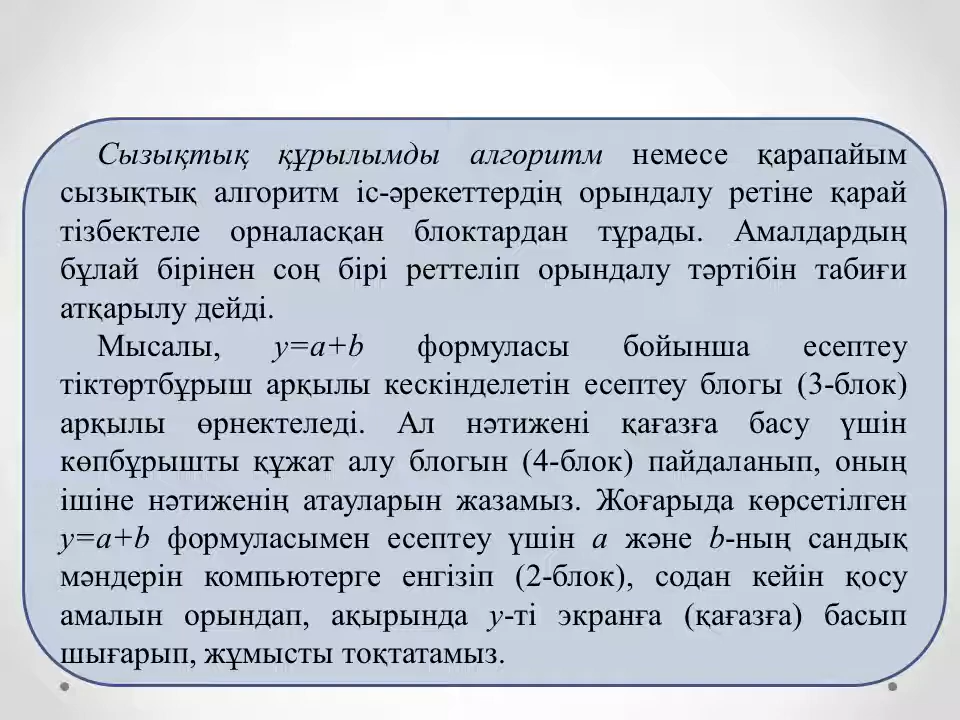 Сызықтық құрылымды алгоритм немесе қарапайым
сызықтық алгоритм іс-әрекеттердің орындалу ретіне қарай
тізбектеле орналасқан блоктардан тұрады. Амалдардың
бұлай бірінен соң бірі реттеліп орындалу тәртібін табиғи
атқарылу дейді.
Мысалы, y=a+b формуласы бойынша есептеу
тіктөртбұрыш арқылы кескінделетін есептеу блогы (3-блок)
арқылы өрнектеледі. Ал нәтижені қағазға басу үшін
көпбұрышты құжат алу блогын (4-блок) пайдаланып, оның
ішіне нәтиженің атауларын жазамыз. Жоғарыда көрсетілген
y=a+b формуласымен есептеу үшін a және b-ның сандық
мәндерін компьютерге енгізіп (2-блок), содан кейін қосу
амалын орындап, ақырында y-ті экранға (қағазға) басып
шығарып, жұмысты тоқтатамыз.